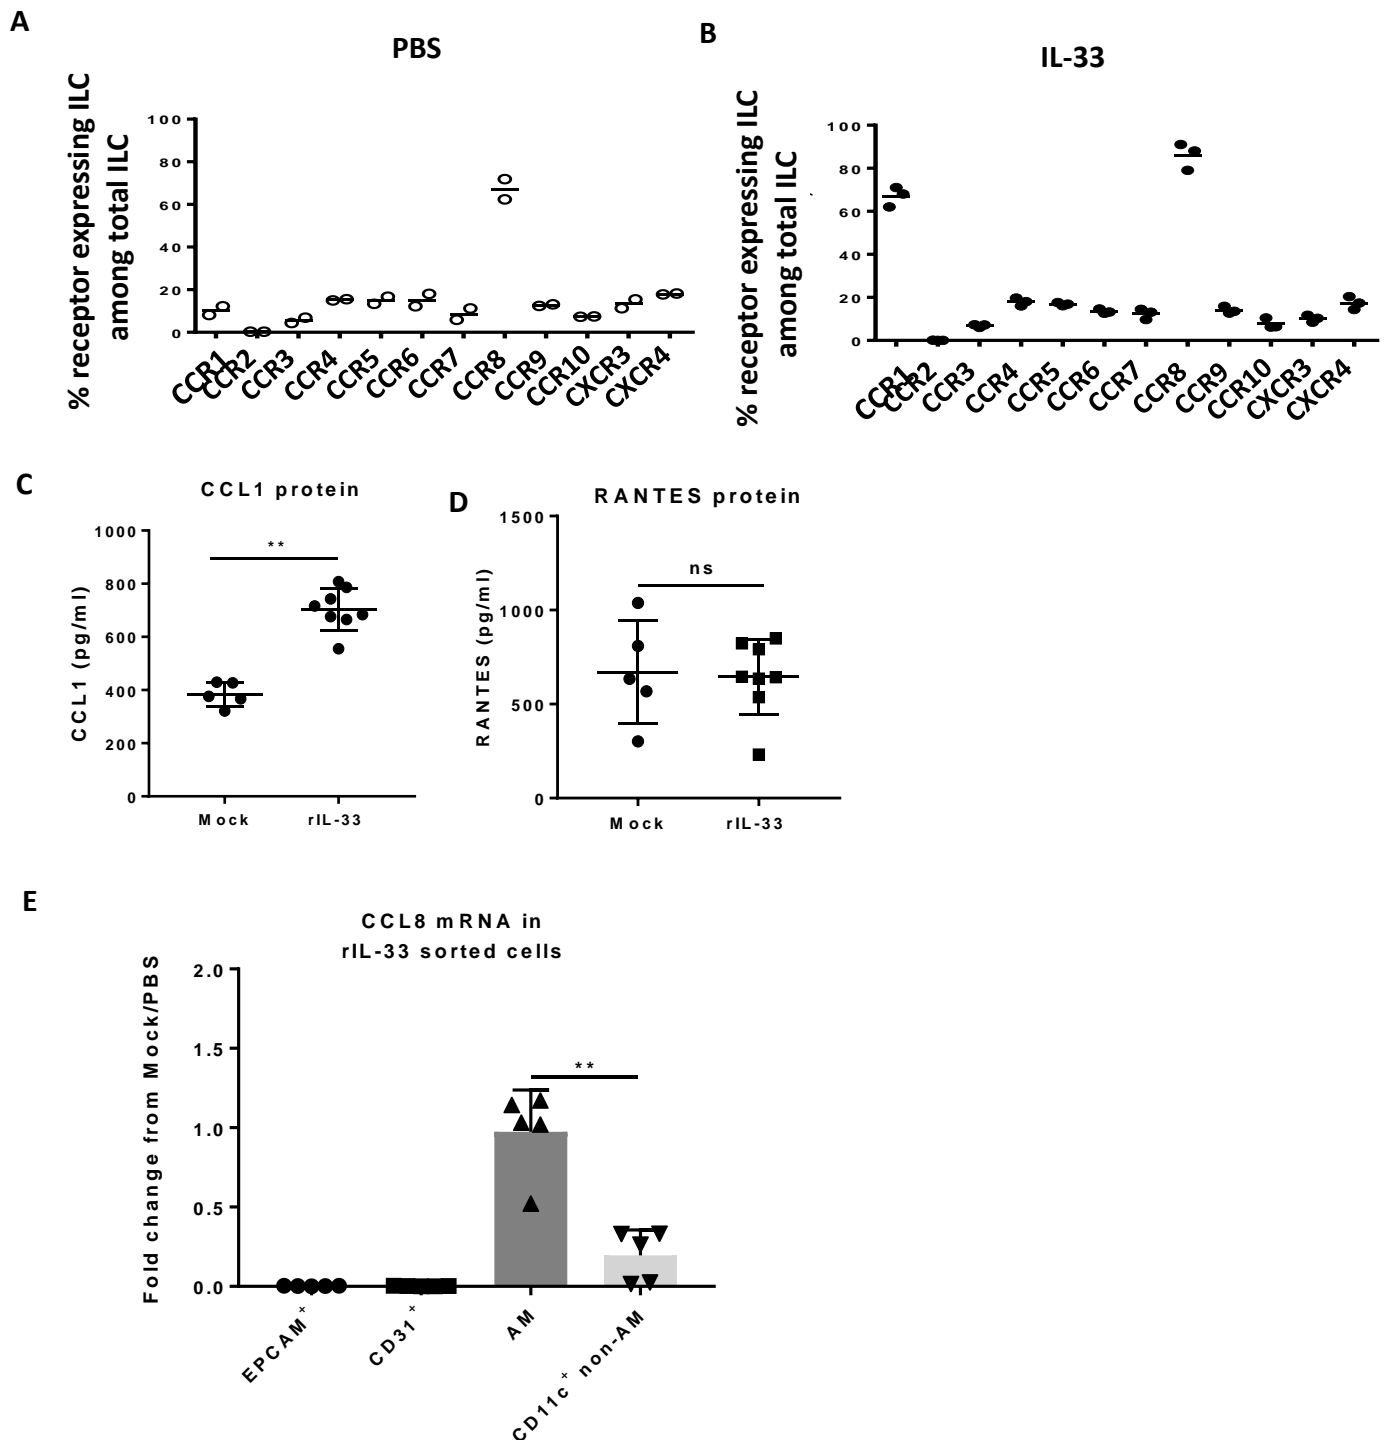 A
PBS
% receptor expressing ILC
among total ILC
100
80
60
40
20
0
CCR1
CCR2
CCR3
CCR4
CCR5
CCR6
CCR7
CCR8
CCR9
CCR10
CXCR3
CXCR4
B
IL-33
% receptor expressing ILC
among total ILC
100
80
60
40
20
0
CCR1
CCR2
CCR3
CCR4
CCR5
CCR6
CCR7
CCR8
CCR9
CCR10
CXCR3
CXCR4
C
CCL1 protein
CCL1 (pg/ml)
1000
800
600
400
200
0
**
Mock
rIL-33
D
RANTES protein
RANTES (pg/ml)
1500
1000
500
0
ns
Mock
rIL-33
E
CCL8 mRNA in
rIL-33 sorted cells
Fold change from Mock/PBS
2.0
1.5
1.0
0.5
0.0
**
EPCAM+
CD31+
AM
CD11c+ non-AM